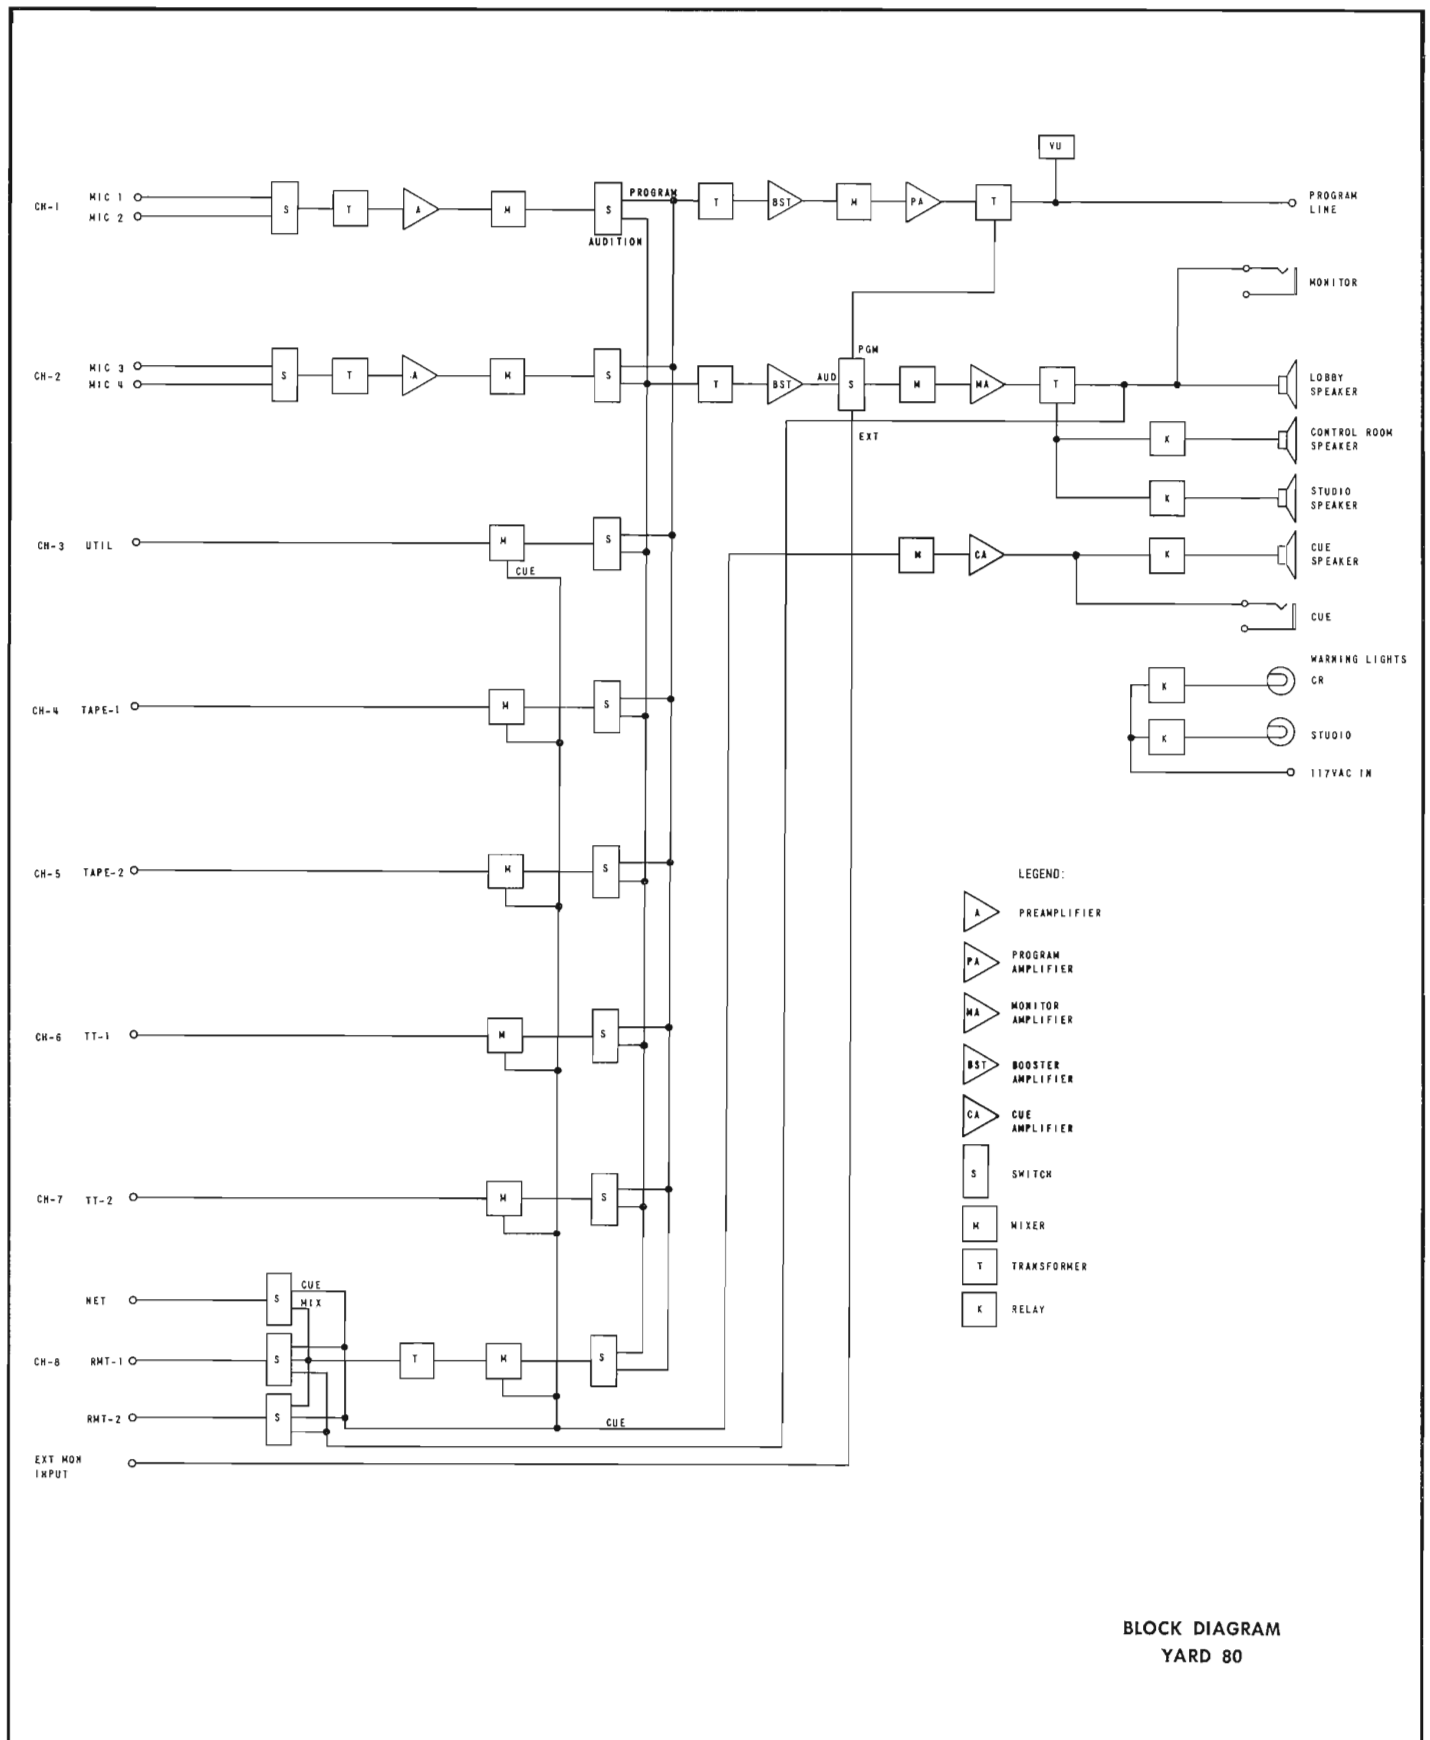 VU
CH-1 MIC 1 S T A M S PROGRAM T BST M PA T PROGRAM
MIC 2 LINE
AUDITION
MONITOR
PGM
CH-2 MIC 3 S T A M S T BST AUD S M MA T LOBBY
MIC 4 SPEAKER
EXT K CONTROL ROOM
SPEAKER
K STUDIO
SPEAKER
CH-3 UTIL M S M CA K CUE
SPEAKER
CUE
CUE
WARNING LIGHTS
K CR
CH-4 TAPE-1 M S
K STUDIO
117VAC IN
CH-5 TAPE-2 M S
LEGEND:
A PREAMPLIFIER
PA PROGRAM
AMPLIFIER
MA MONITOR
AMPLIFIER
CH-6 TT-1 M S
BST BOOSTER
AMPLIFIER
CA CUE
AMPLIFIER
S SWITCH
CH-7 TT-2 M S
M MIXER
T TRANSFORMER
K RELAY
NET S CUE
MIX
CH-8 RMT-1 S T M S
RMT-2 S CUE
EXT MON
INPUT
BLOCK DIAGRAM
YARD 80